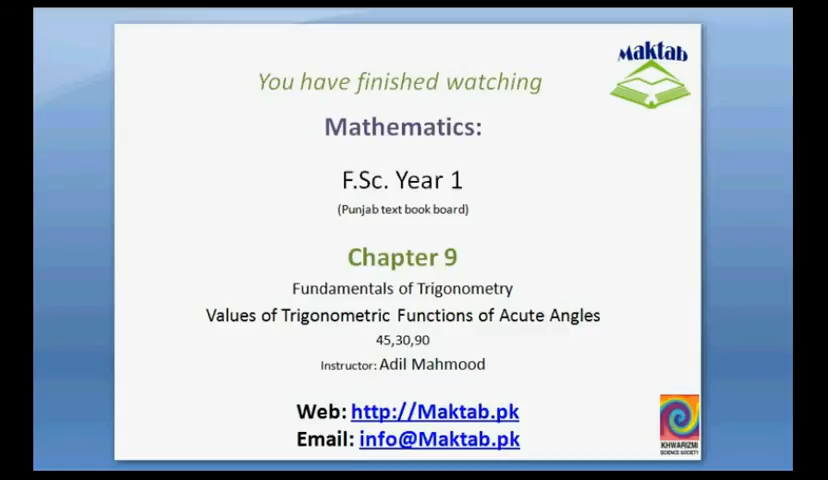 Maktab
You have finished watching
Mathematics:
F.Sc. Year 1
(Punjab text book board)
Chapter 9
Fundamentals of Trigonometry
Values of Trigonometric Functions of Acute Angles
45,30,90
Instructor: Adil Mahmood
Web: http://Maktab.pk
Email: info@Maktab.pk
KHWARIZMI
SCIENCE SOCIETY